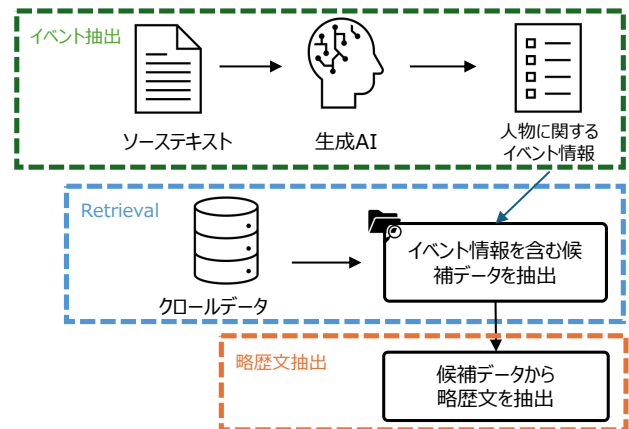 イベント抽出
ソーステキスト
生成AI
人物に関する
イベント情報
Retrieval
クロールデータ
イベント情報を含む候
補データを抽出
略歴文抽出
候補データから
略歴文を抽出